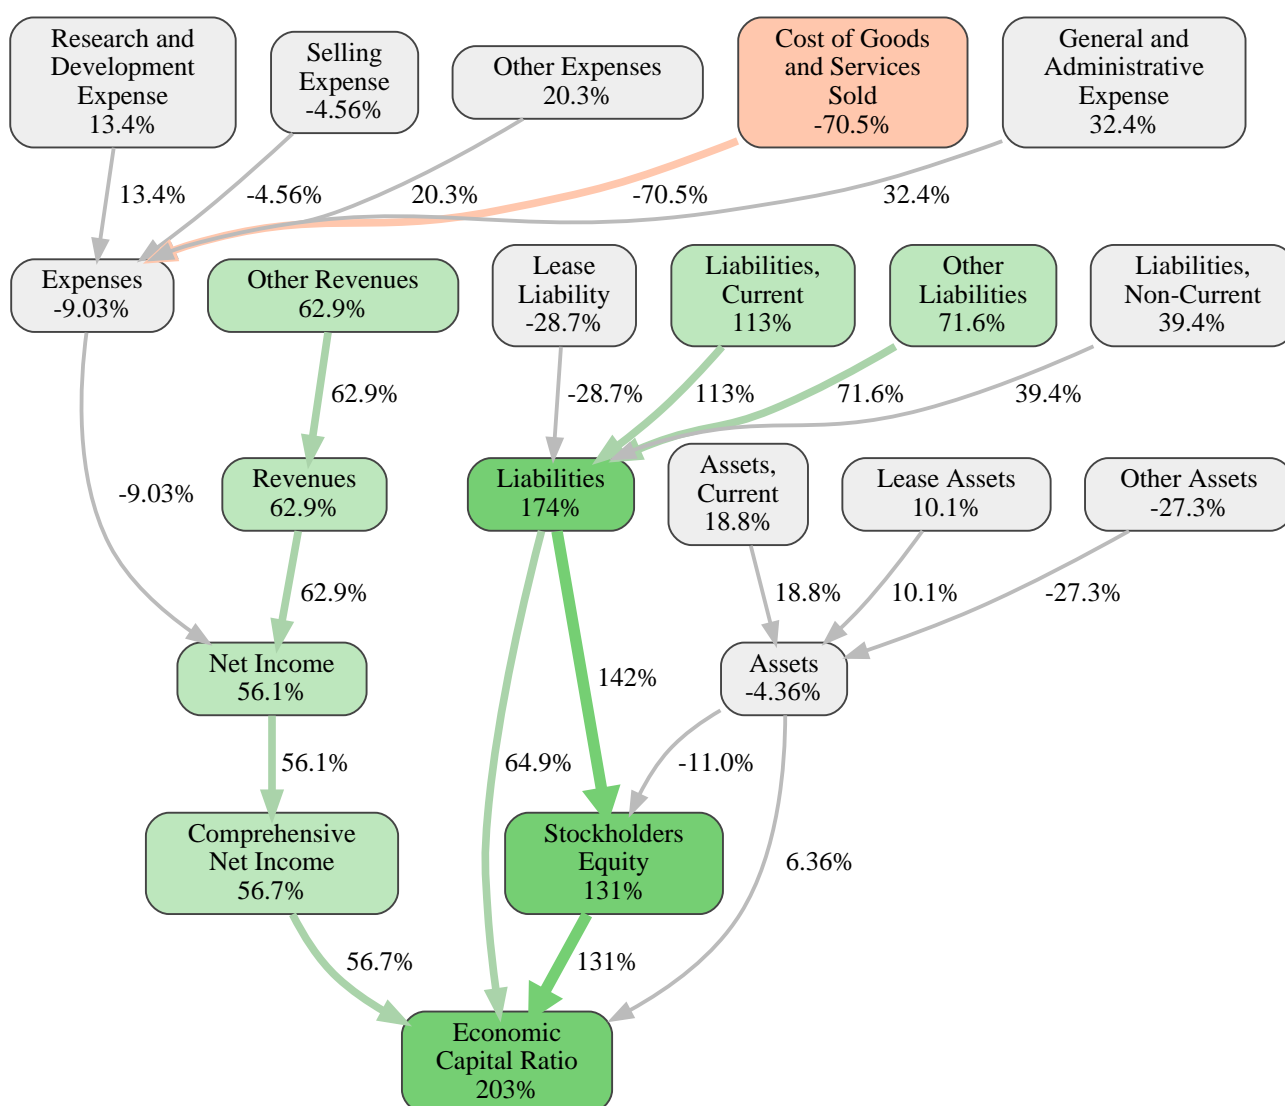 Research and
Development
Expense
13.4%
Selling
Expense
-4.56%
Other Expenses
20.3%
Cost of Goods
and Services
Sold
-70.5%
General and
Administrative
Expense
32.4%
13.4%
-4.56%
20.3%
-70.5%
32.4%
Expenses
-9.03%
Other Revenues
62.9%
Lease
Liability
-28.7%
Liabilities,
Current
113%
Other
Liabilities
71.6%
Liabilities,
Non-Current
39.4%
62.9%
-28.7%
113%
71.6%
39.4%
-9.03%
Revenues
62.9%
Liabilities
174%
Assets,
Current
18.8%
Lease Assets
10.1%
Other Assets
-27.3%
62.9%
18.8%
10.1%
-27.3%
Net Income
56.1%
142%
Assets
-4.36%
56.1%
64.9%
-11.0%
Comprehensive
Net Income
56.7%
Stockholders
Equity
131%
6.36%
56.7%
131%
Economic
Capital Ratio
203%